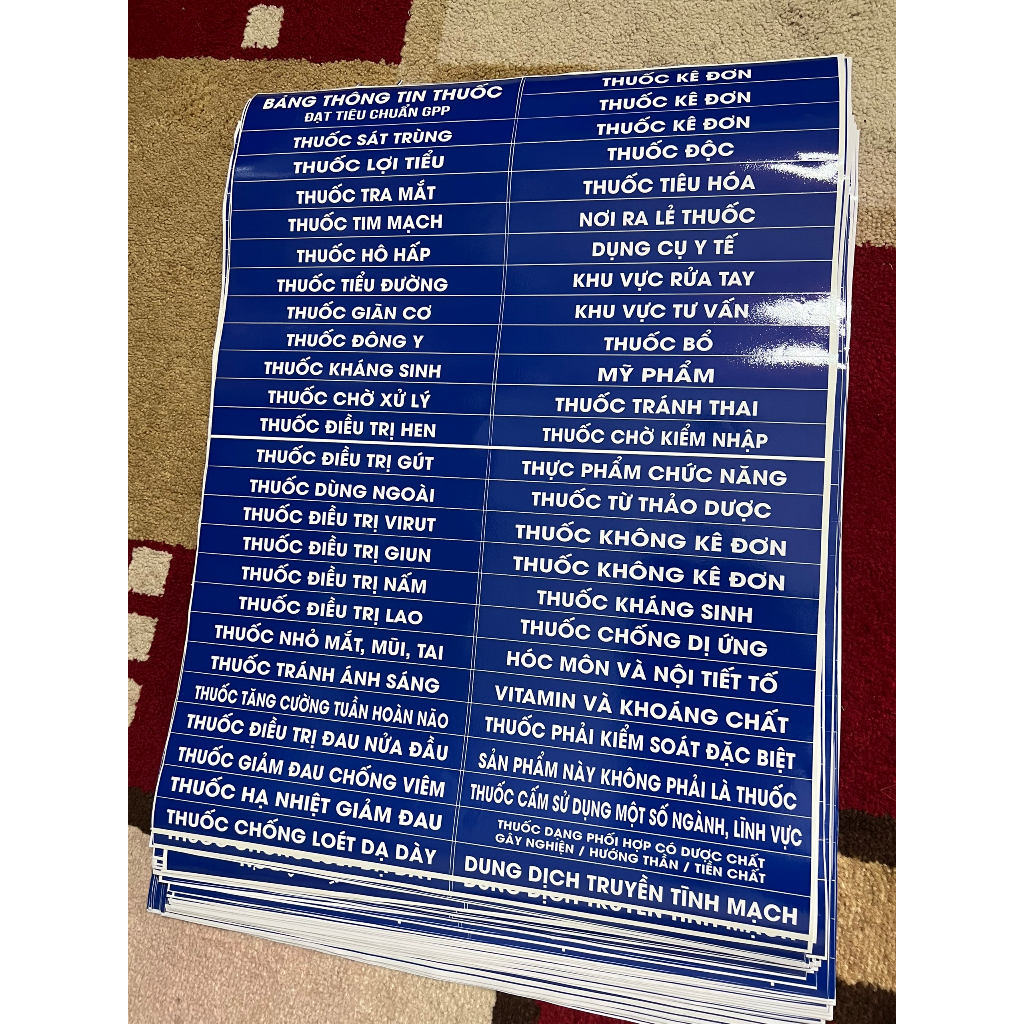 BẢNG THÔNG TIN THUỐC
ĐẠT TIÊU CHUẨN GPP
THUỐC SÁT TRÙNG
THUỐC LỢI TIỂU
THUỐC TRA MẮT
THUỐC TIM MẠCH
THUỐC HÔ HẤP
THUỐC TIỂU ĐƯỜNG
THUỐC GIÃN CƠ
THUỐC ĐÔNG Y
THUỐC KHÁNG SINH
THUỐC CHỜ XỬ LÝ
THUỐC ĐIỀU TRỊ HEN
THUỐC ĐIỀU TRỊ GÚT
THUỐC DÙNG NGOÀI
THUỐC ĐIỀU TRỊ VIRUT
THUỐC ĐIỀU TRỊ GIUN
THUỐC ĐIỀU TRỊ NẤM
THUỐC ĐIỀU TRỊ LAO
THUỐC NHỎ MẮT, MŨI, TAI
THUỐC TRÁNH ÁNH SÁNG
THUỐC TĂNG CƯỜNG TUẦN HOÀN NÃO
THUỐC ĐIỀU TRỊ ĐAU NỬA ĐẦU
THUỐC GIẢM ĐAU CHỐNG VIÊM
THUỐC HẠ NHIỆT GIẢM ĐAU
THUỐC CHỐNG LOÉT DẠ DÀY
THUỐC KÊ ĐƠN
THUỐC KÊ ĐƠN
THUỐC KÊ ĐƠN
THUỐC ĐỘC
THUỐC TIÊU HÓA
NƠI RA LẺ THUỐC
DỤNG CỤ Y TẾ
KHU VỰC RỬA TAY
KHU VỰC TƯ VẤN
THUỐC BỔ
MỸ PHẨM
THUỐC TRÁNH THAI
THUỐC CHỜ KIỂM NHẬP
THỰC PHẨM CHỨC NĂNG
THUỐC TỪ THẢO DƯỢC
THUỐC KHÔNG KÊ ĐƠN
THUỐC KHÔNG KÊ ĐƠN
THUỐC KHÁNG SINH
THUỐC CHỐNG DỊ ỨNG
HÓC MÔN VÀ NỘI TIẾT TỐ
VITAMIN VÀ KHOÁNG CHẤT
THUỐC PHẢI KIỂM SOÁT ĐẶC BIỆT
SẢN PHẨM NÀY KHÔNG PHẢI LÀ THUỐC
THUỐC CẤM SỬ DỤNG MỘT SỐ NGÀNH, LĨNH VỰC
THUỐC DẠNG PHỐI HỢP CÓ DƯỢC CHẤT
GÂY NGHIỆN / HƯỚNG THẦN / TIỀN CHẤT
DUNG DỊCH TRUYỀN TĨNH MẠCH